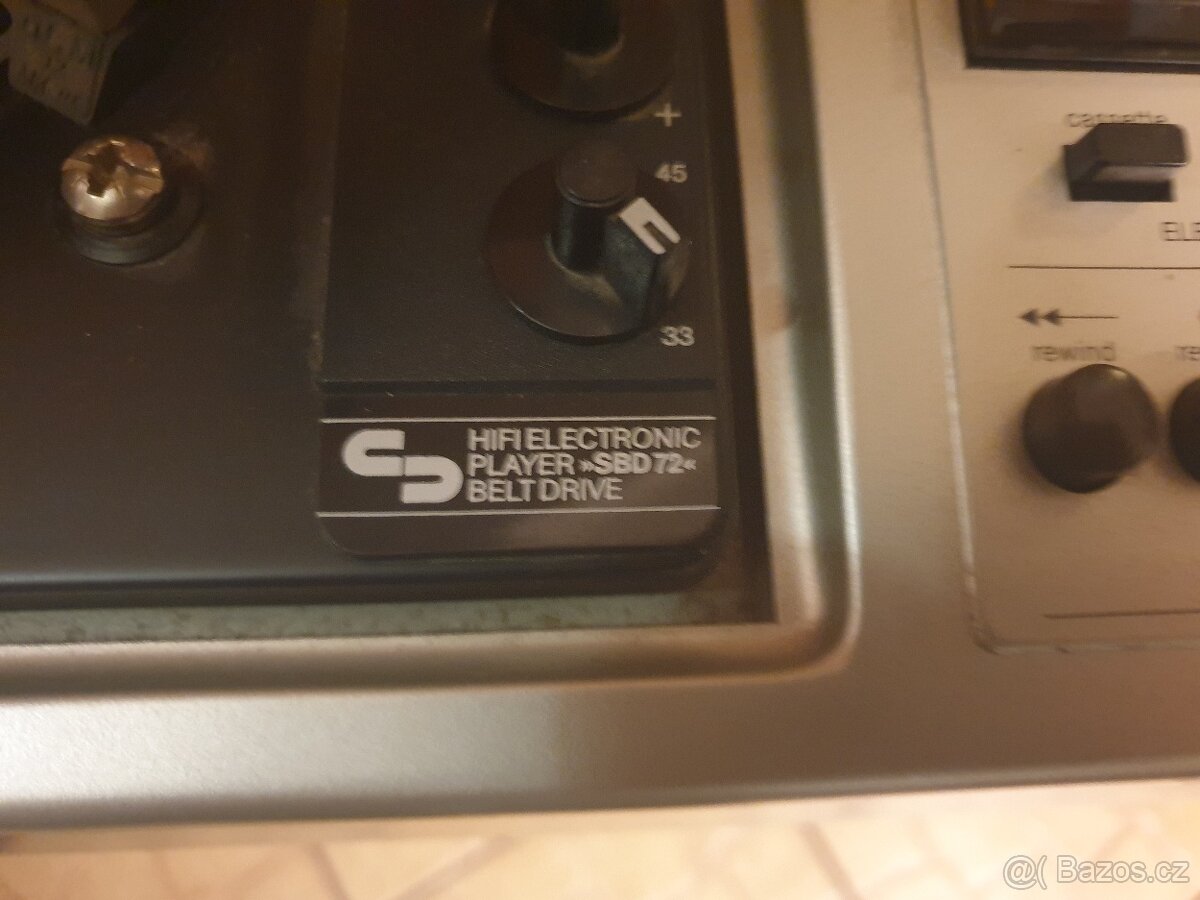 cassette
+
45
33
rewind
HIFI ELECTRONIC
PLAYER »SBD 72«
BELT DRIVE
@( Bazos.cz